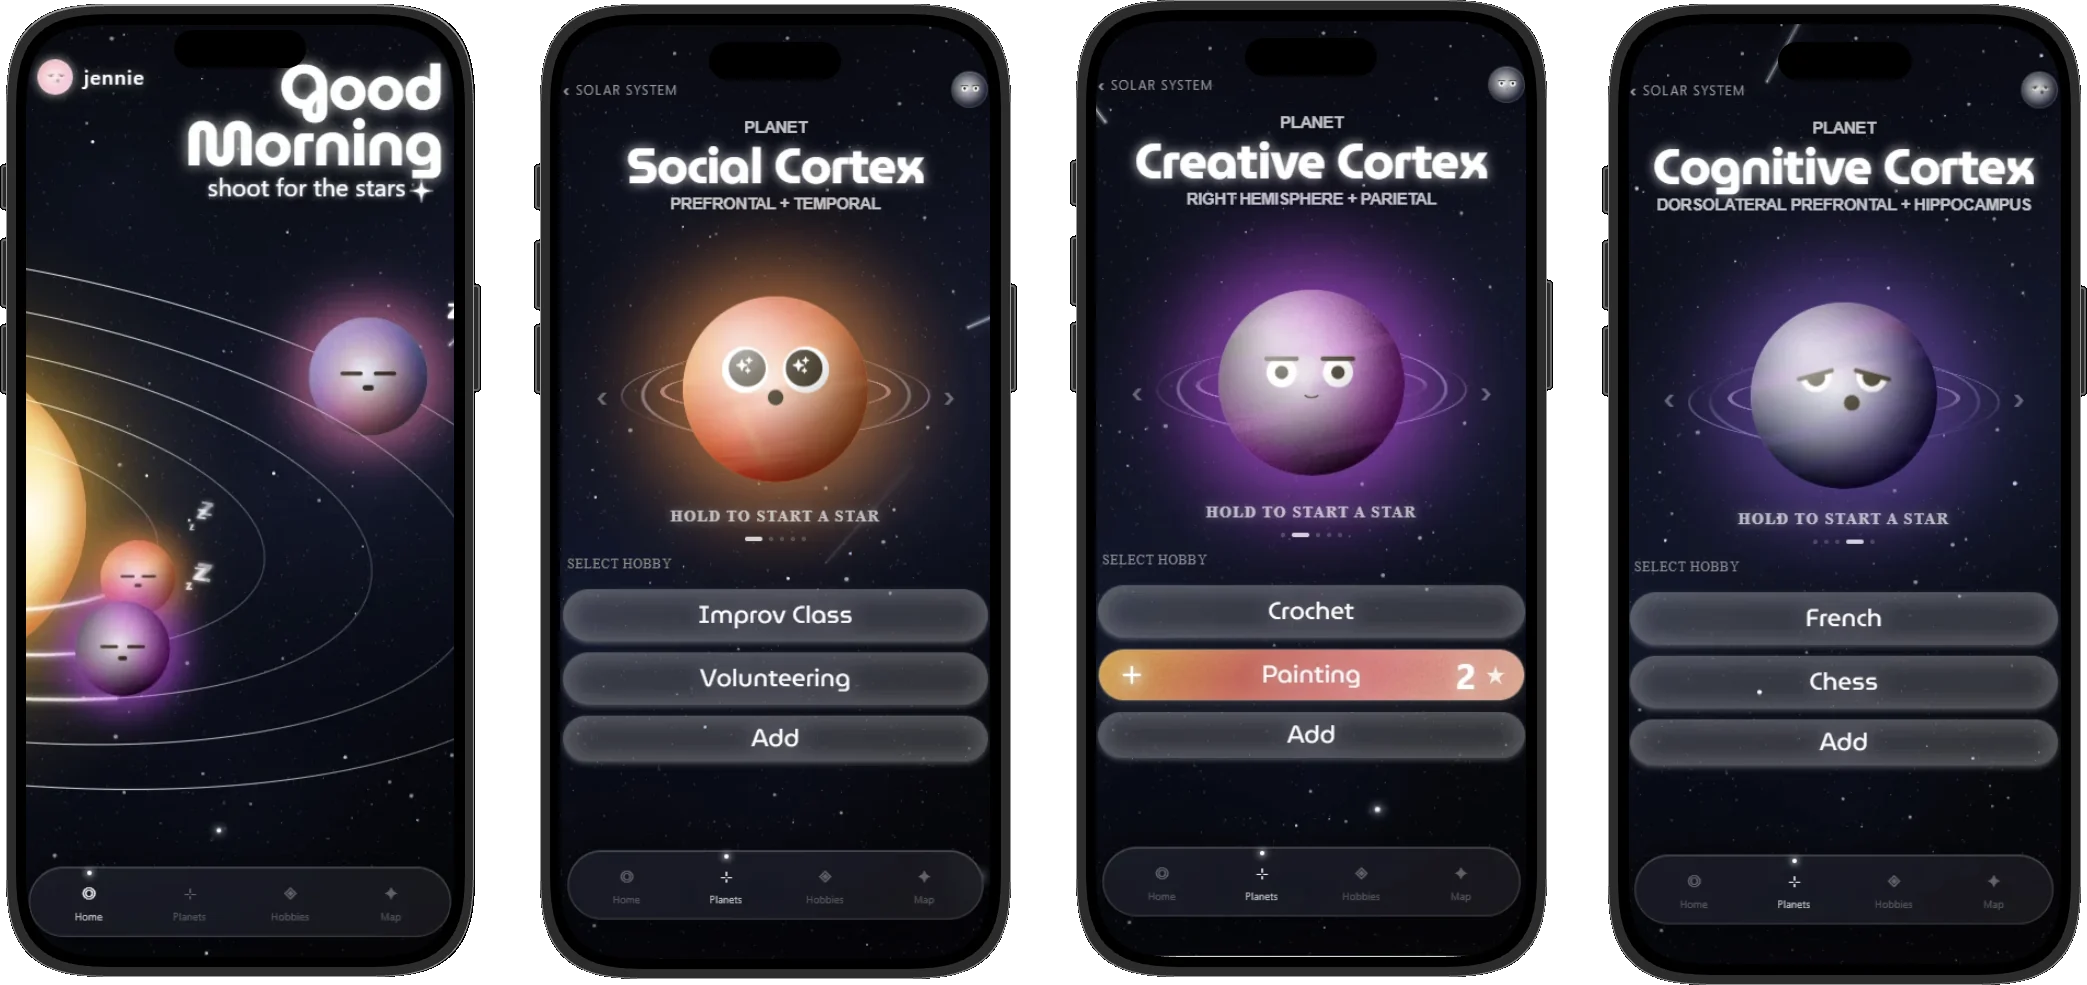 jennie
good
Morning
shoot for the stars
z
z
z
z
Home
Planets
Hobbies
Map
‹ SOLAR SYSTEM
PLANET
Social Cortex
PREFRONTAL + TEMPORAL
‹ ›
HOLD TO START A STAR
SELECT HOBBY
Improv Class
Volunteering
Add
Home
Planets
Hobbies
Map
‹ SOLAR SYSTEM
PLANET
Creative Cortex
RIGHT HEMISPHERE + PARIETAL
‹ ›
HOLD TO START A STAR
SELECT HOBBY
Crochet
+ Painting 2 ★
Add
Home
Planets
Hobbies
Map
‹ SOLAR SYSTEM
PLANET
Cognitive Cortex
DORSOLATERAL PREFRONTAL + HIPPOCAMPUS
‹ ›
HOLD TO START A STAR
SELECT HOBBY
French
Chess
Add
Home
Planets
Hobbies
Map